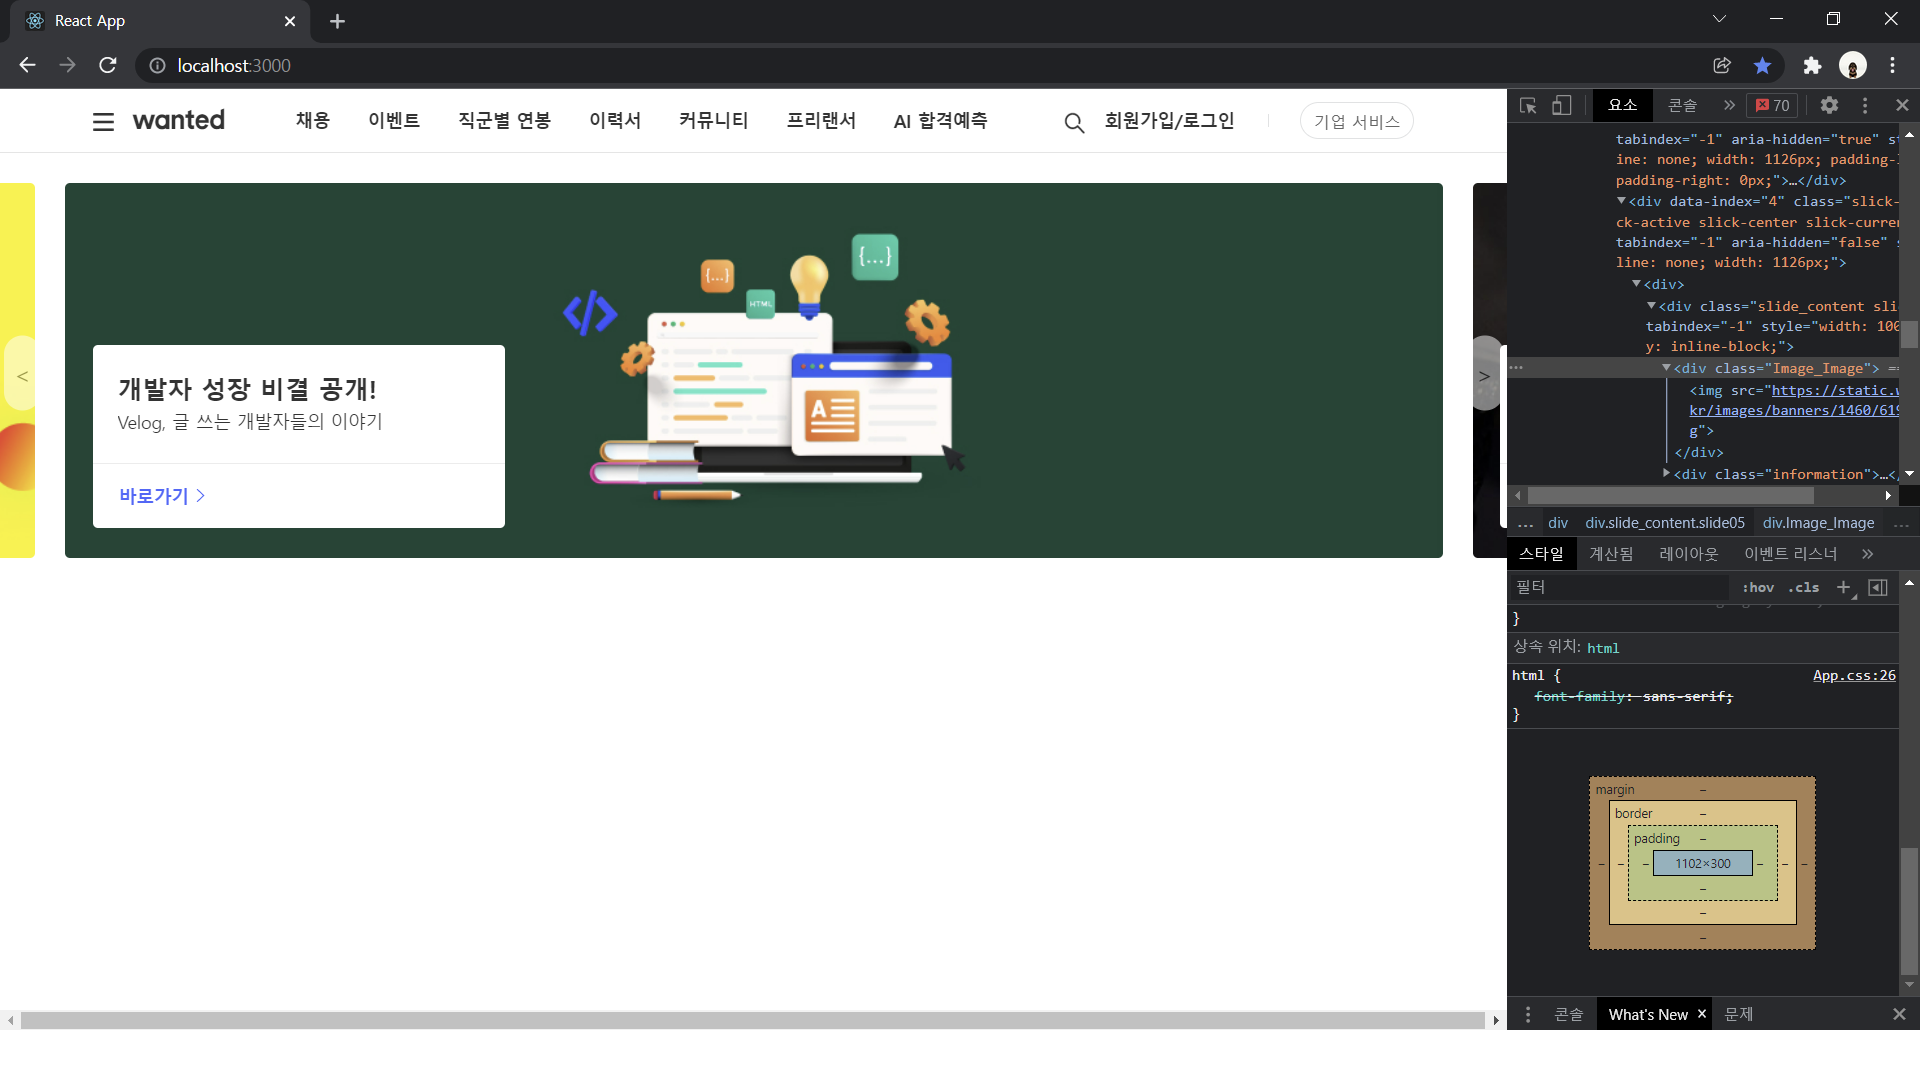 React App
localhost:3000
wanted
채용
이벤트
직군별 연봉
이력서
커뮤니티
프리랜서
AI 합격예측
회원가입/로그인
기업 서비스
<
{...}
{...}
HTML
</>
A
개발자 성장 비결 공개!
Velog, 글 쓰는 개발자들의 이야기
바로가기 >
>
요소
콘솔
»
70
tabindex="-1" aria-hidden="true" st
ine: none; width: 1126px; padding-l
padding-right: 0px;">…</div>
<div data-index="4" class="slick-
ck-active slick-center slick-curren
tabindex="-1" aria-hidden="false"
line: none; width: 1126px;">
<div>
<div class="slide_content sli
tabindex="-1" style="width: 100
y: inline-block;">
<div class="Image_Image"> ==
<img src="https://static.w
kr/images/banners/1460/619
g">
</div>
<div class="information">…</
... div div.slide_content.slide05 div.Image_Image ...
스타일
계산됨
레이아웃
이벤트 리스너
»
필터
:hov .cls +
}
상속 위치: html
html {
App.css:26
font-family: sans-serif;
}
margin
–
border
–
padding
–
– – – 1102×300 – – –
–
–
–
콘솔
What's New
문제